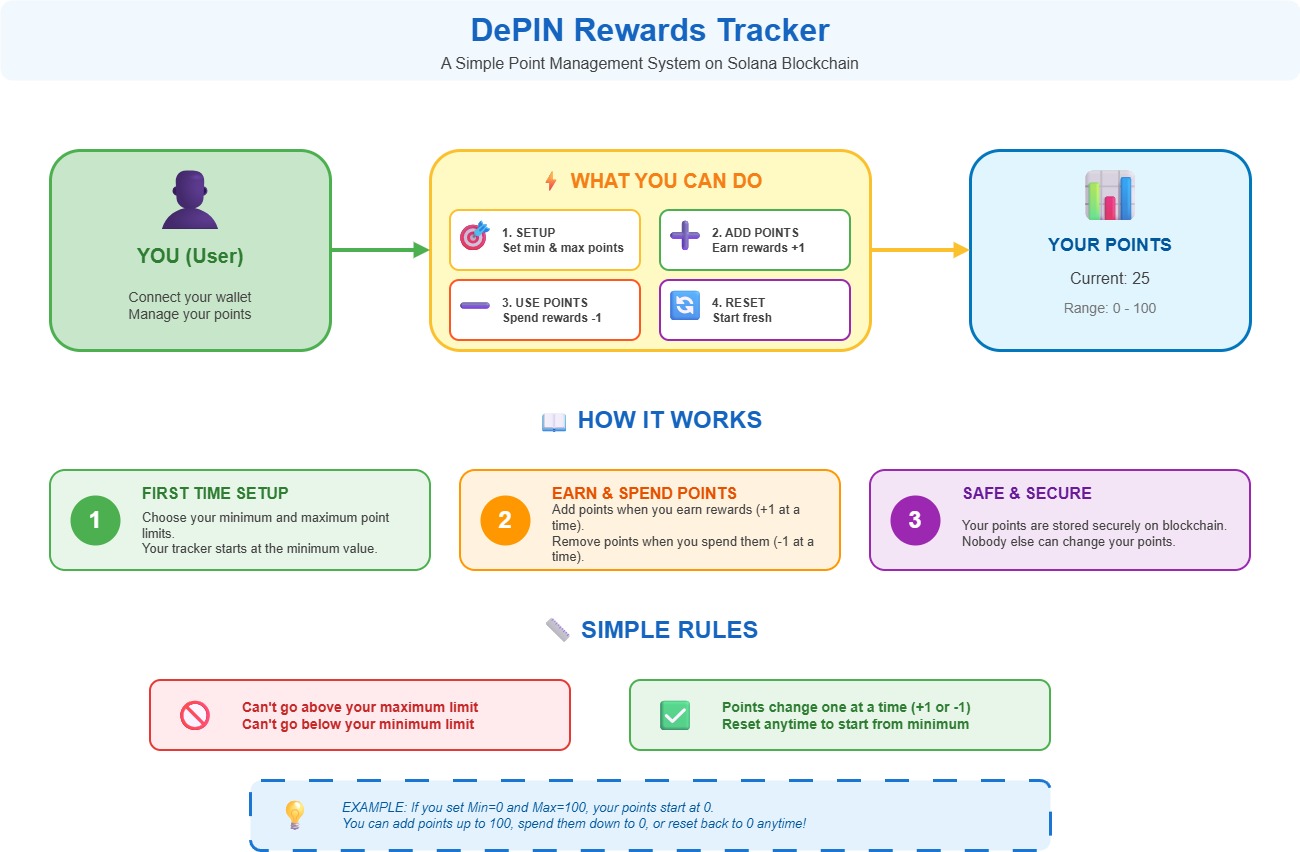 DePIN Rewards Tracker
A Simple Point Management System on Solana Blockchain
YOU (User)
Connect your wallet
Manage your points
WHAT YOU CAN DO
1. SETUP
Set min & max points
2. ADD POINTS
Earn rewards +1
3. USE POINTS
Spend rewards -1
4. RESET
Start fresh
YOUR POINTS
Current: 25
Range: 0 - 100
HOW IT WORKS
1
FIRST TIME SETUP
Choose your minimum and maximum point
limits.
Your tracker starts at the minimum value.
2
EARN & SPEND POINTS
Add points when you earn rewards (+1 at a
time).
Remove points when you spend them (-1 at a
time).
3
SAFE & SECURE
Your points are stored securely on blockchain.
Nobody else can change your points.
SIMPLE RULES
Can't go above your maximum limit
Can't go below your minimum limit
Points change one at a time (+1 or -1)
Reset anytime to start from minimum
EXAMPLE: If you set Min=0 and Max=100, your points start at 0.
You can add points up to 100, spend them down to 0, or reset back to 0 anytime!